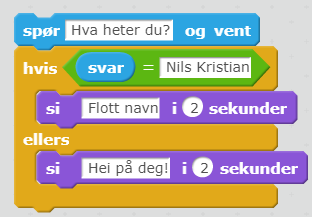 spør Hva heter du? og vent
hvis svar = Nils Kristian
si Flott navn i 2 sekunder
ellers
si Hei på deg! i 2 sekunder